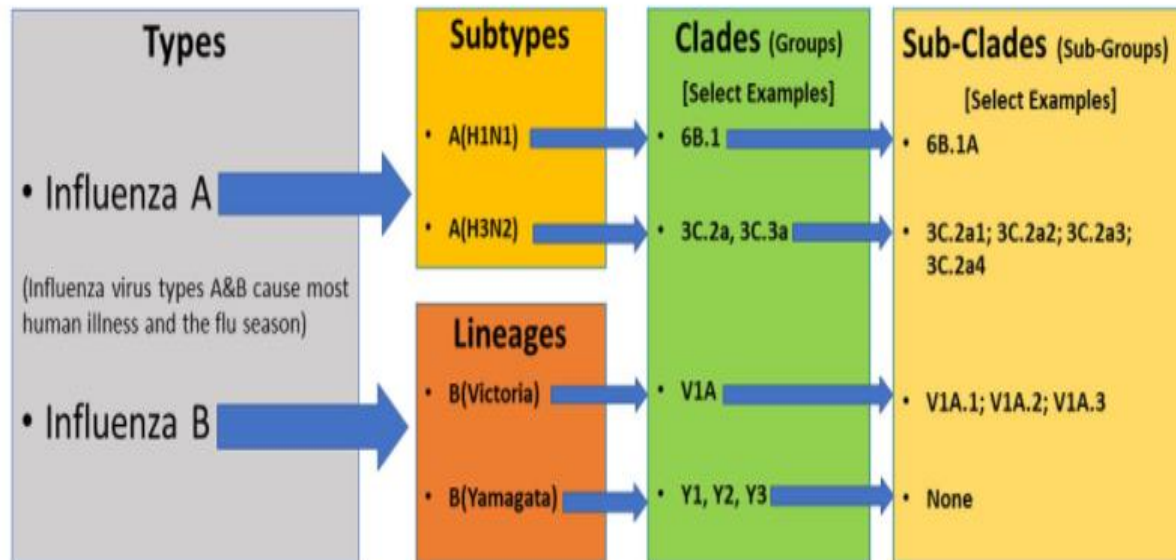 Types
• Influenza A
(Influenza virus types A&B cause most
human illness and the flu season)
• Influenza B
Subtypes
• A(H1N1)
• A(H3N2)
Lineages
• B(Victoria)
• B(Yamagata)
Clades (Groups)
[Select Examples]
• 6B.1
• 3C.2a, 3C.3a
• V1A
• Y1, Y2, Y3
Sub-Clades (Sub-Groups)
[Select Examples]
• 6B.1A
• 3C.2a1; 3C.2a2; 3C.2a3;
3C.2a4
• V1A.1; V1A.2; V1A.3
• None